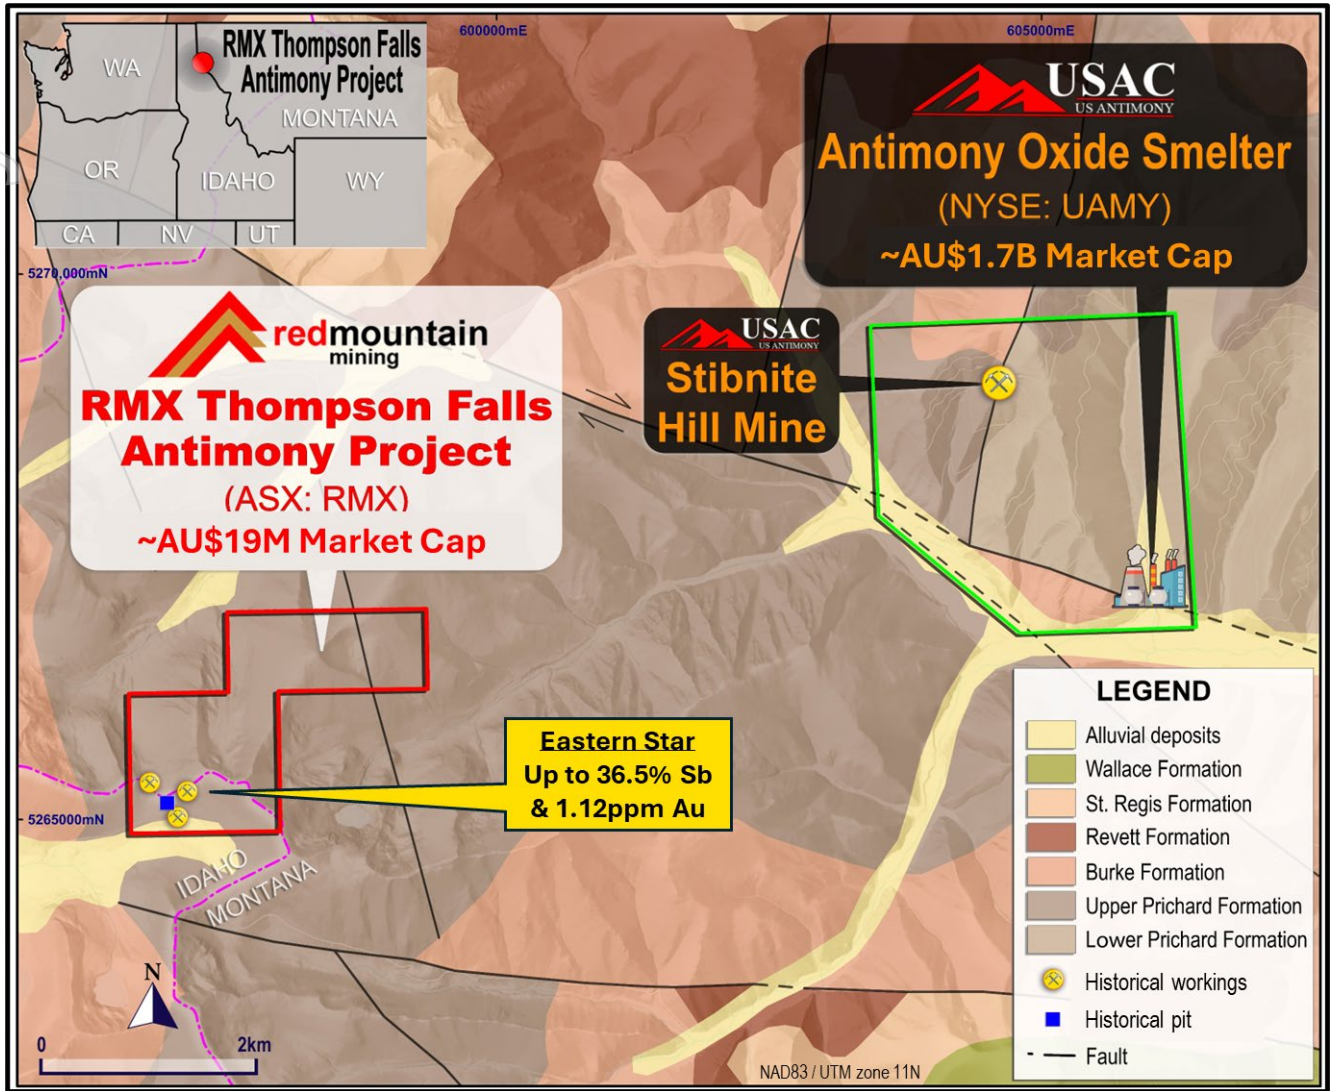 RMX Thompson Falls
Antimony Project
WA
MONTANA
OR
IDAHO
WY
CA
NV
UT
600000mE
605000mE
5270,000mN
5265000mN
USAC
US ANTIMONY
Antimony Oxide Smelter
(NYSE: UAMY)
~AU$1.7B Market Cap
redmountain
mining
RMX Thompson Falls
Antimony Project
(ASX: RMX)
~AU$19M Market Cap
USAC
US ANTIMONY
Stibnite
Hill Mine
Eastern Star
Up to 36.5% Sb
& 1.12ppm Au
IDAHO
MONTANA
N
0
2km
LEGEND
Alluvial deposits
Wallace Formation
St. Regis Formation
Revett Formation
Burke Formation
Upper Prichard Formation
Lower Prichard Formation
Historical workings
Historical pit
Fault
NAD83 / UTM zone 11N